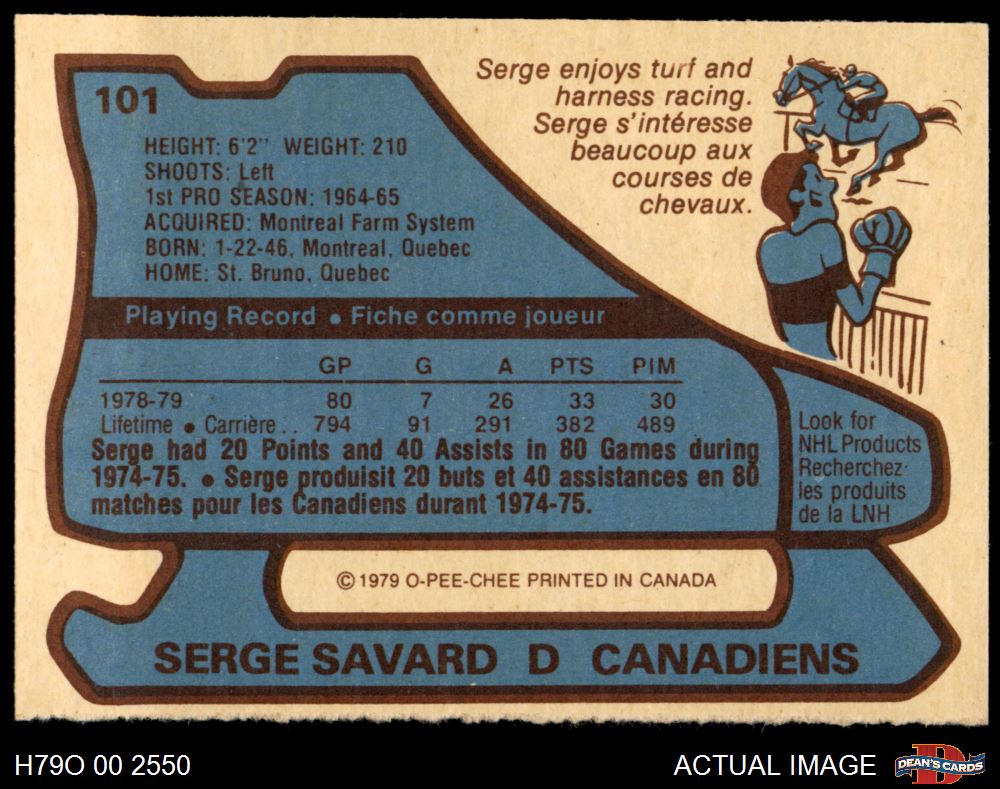 101
HEIGHT: 6'2" WEIGHT: 210
SHOOTS: Left
1st PRO SEASON: 1964-65
ACQUIRED: Montreal Farm System
BORN: 1-22-46, Montreal, Quebec
HOME: St. Bruno, Quebec
Serge enjoys turf and
harness racing.
Serge s'intéresse
beaucoup aux
courses de
chevaux.
Playing Record • Fiche comme joueur
GP G A PTS PIM
1978-79 80 7 26 33 30
Lifetime • Carrière .. 794 91 291 382 489
Serge had 20 Points and 40 Assists in 80 Games during
1974-75. • Serge produisit 20 buts et 40 assistances en 80
matches pour les Canadiens durant 1974-75.
Look for
NHL Products
Recherchez-
les produits
de la LNH
© 1979 O-PEE-CHEE PRINTED IN CANADA
SERGE SAVARD D CANADIENS
H79O 00 2550
ACTUAL IMAGE
D
DEAN'S CARDS